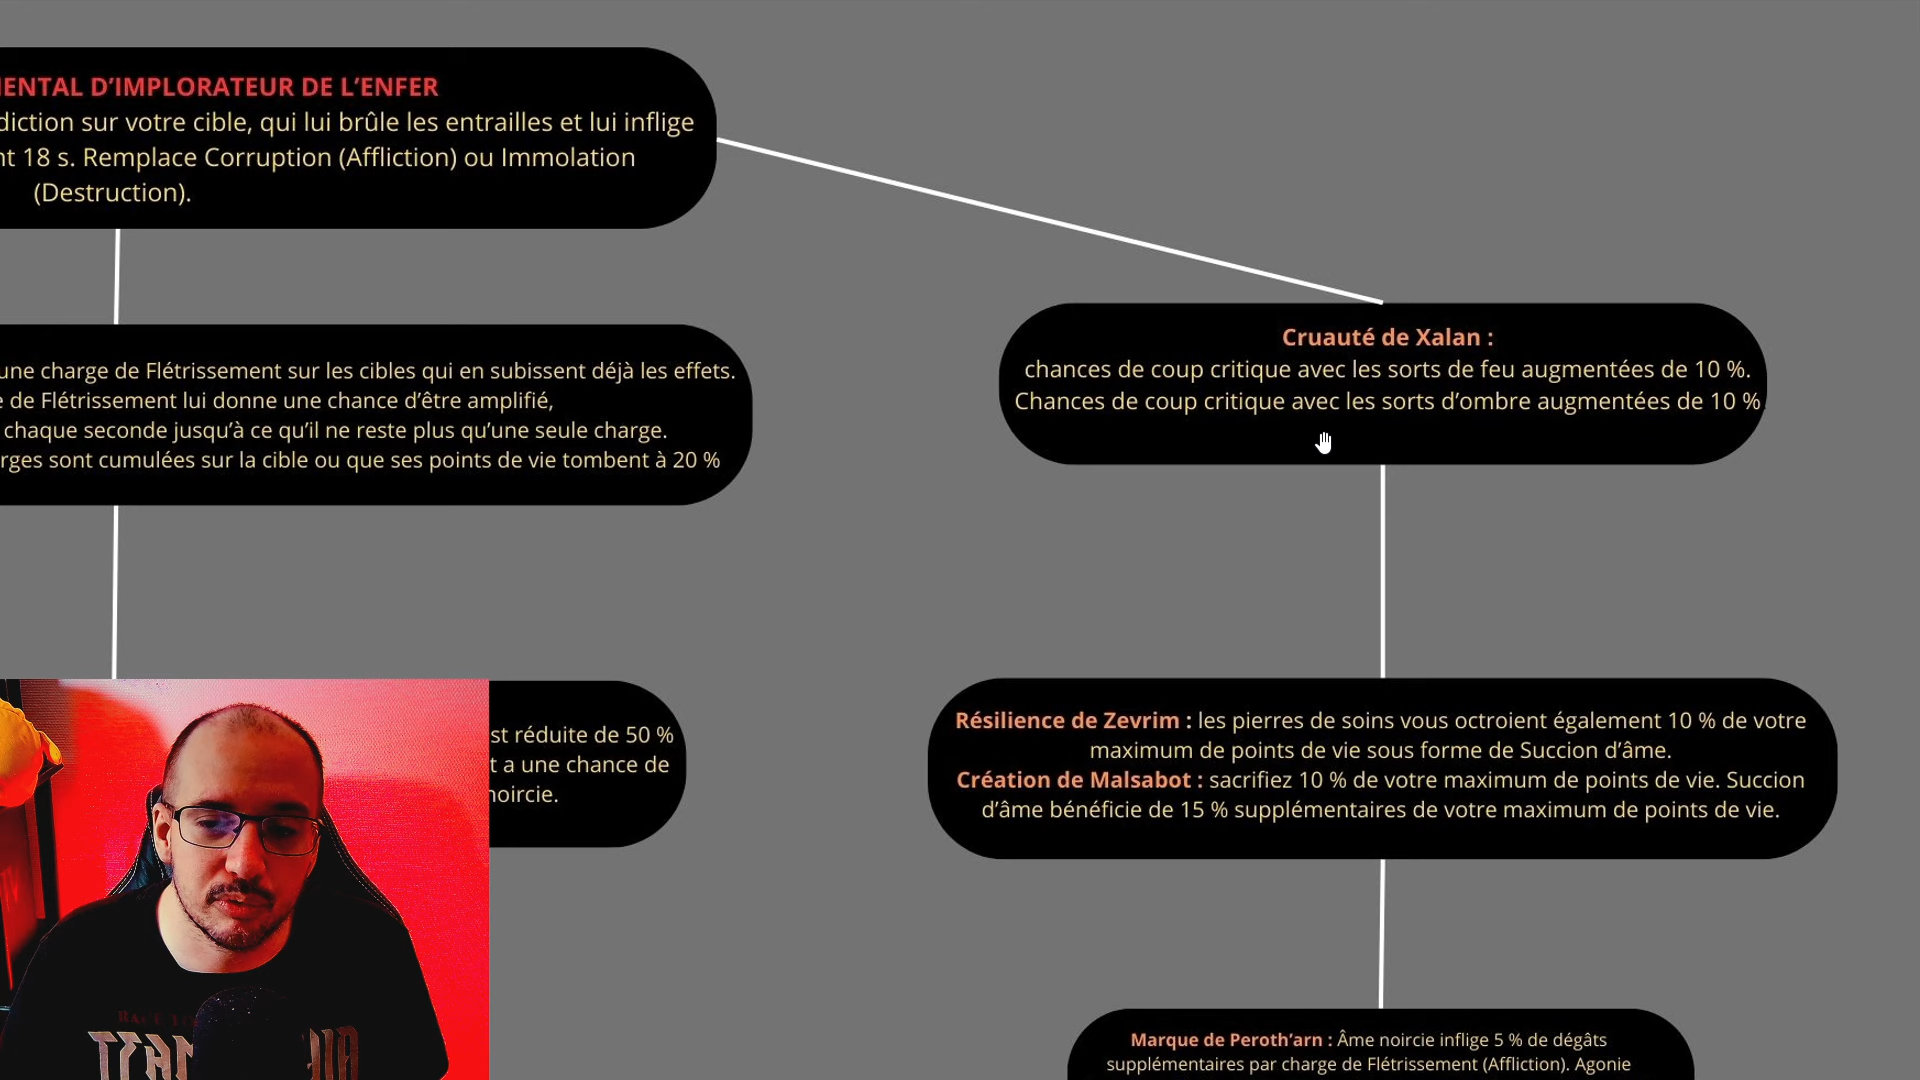 IENTAL D’IMPLORATEUR DE L’ENFER
diction sur votre cible, qui lui brûle les entrailles et lui inflige
nt 18 s. Remplace Corruption (Affliction) ou Immolation
(Destruction).
Cruauté de Xalan :
chances de coup critique avec les sorts de feu augmentées de 10 %.
Chances de coup critique avec les sorts d’ombre augmentées de 10 %.
une charge de Flétrissement sur les cibles qui en subissent déjà les effets.
e de Flétrissement lui donne une chance d’être amplifié,
chaque seconde jusqu’à ce qu’il ne reste plus qu’une seule charge.
rges sont cumulées sur la cible ou que ses points de vie tombent à 20 %
st réduite de 50 %
t a une chance de
noircie.
Résilience de Zevrim : les pierres de soins vous octroient également 10 % de votre
maximum de points de vie sous forme de Succion d’âme.
Création de Malsabot : sacrifiez 10 % de votre maximum de points de vie. Succion
d’âme bénéficie de 15 % supplémentaires de votre maximum de points de vie.
Marque de Peroth’arn : Âme noircie inflige 5 % de dégâts
supplémentaires par charge de Flétrissement (Affliction). Agonie